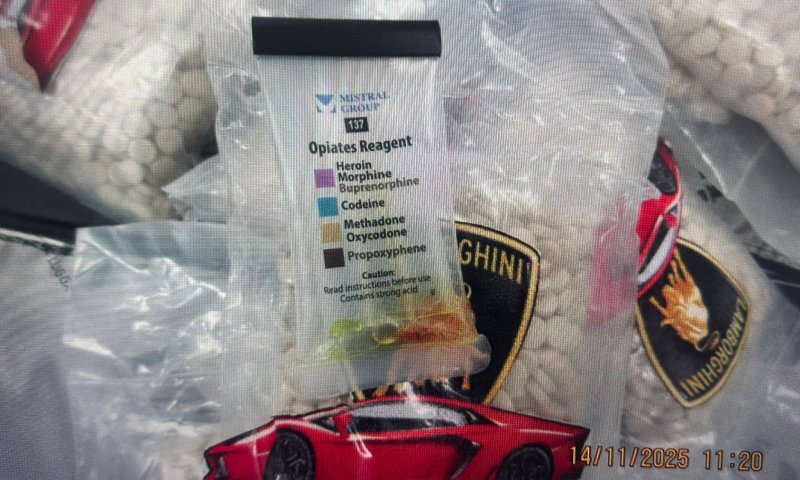 MISTRAL
GROUP
137
Opiates Reagent
Heroin
Morphine
Buprenorphine
Codeine
Methadone
Oxycodone
Propoxyphene
Caution:
Read instructions before use
Contains strong acid
GHINI
LAMBORGHINI
14/11/2025 11:20